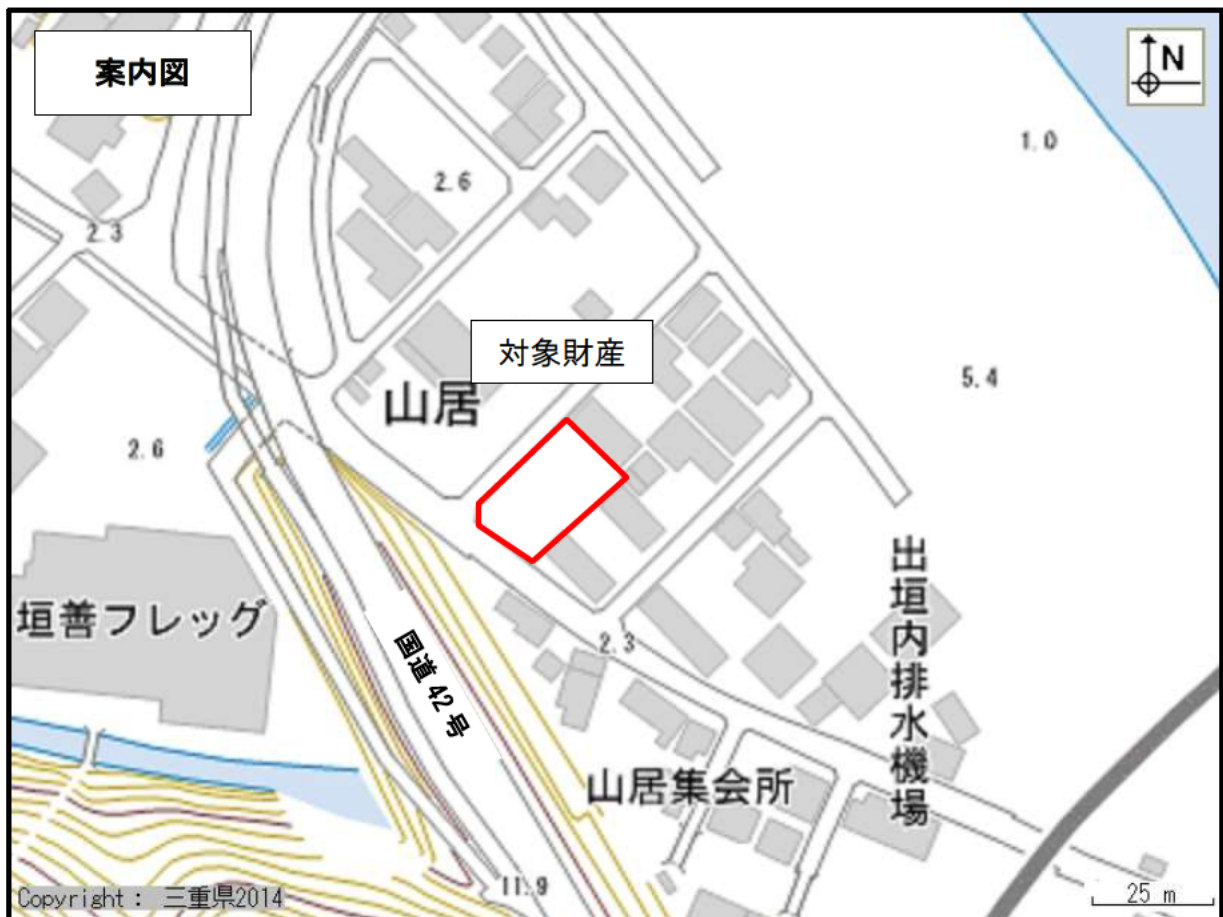 案内図
N
1.0
2.6
2.3
対象財産
山居
5.4
2.6
垣善フレッグ
国道42号
2.3
出垣内排水機場
山居集会所
11.9
Copyright : 三重県2014
25 m